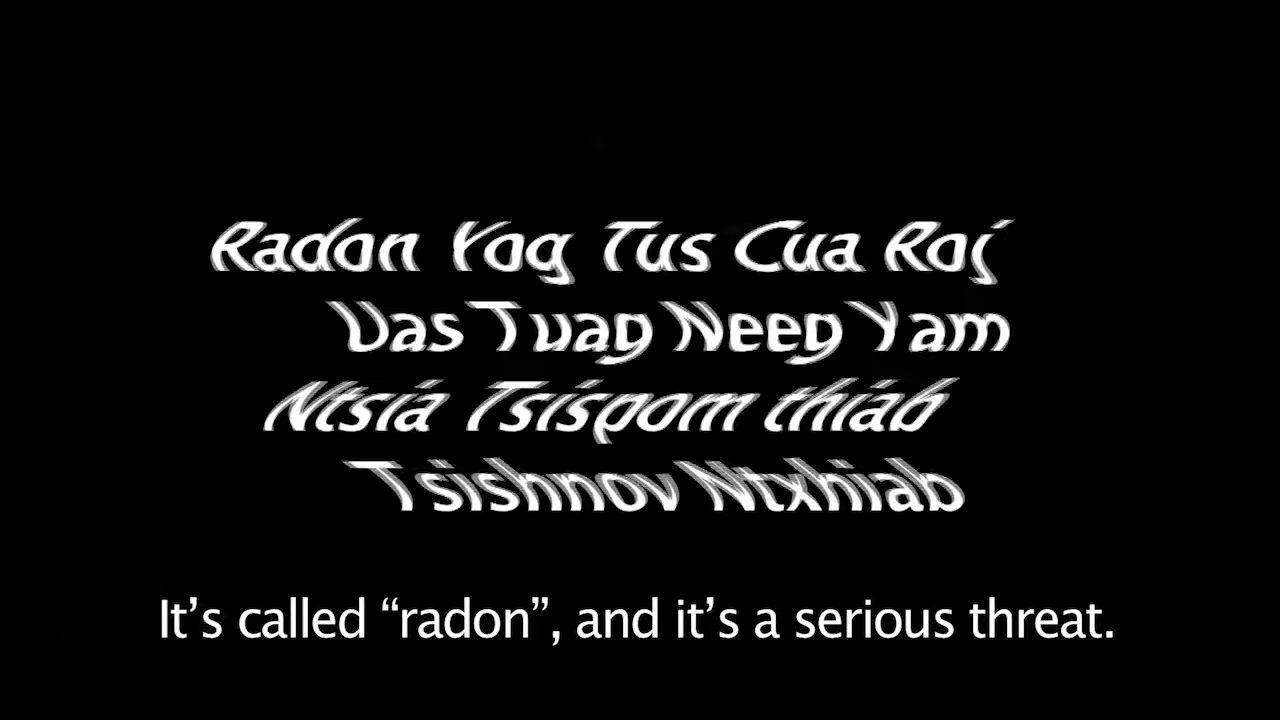 Radon Yog Tus Cua Roj
Uas Tuag Neeg Yam
Ntsia Tsispom thiab
Tsishnov Ntxhiab
It’s called “radon”, and it’s a serious threat.